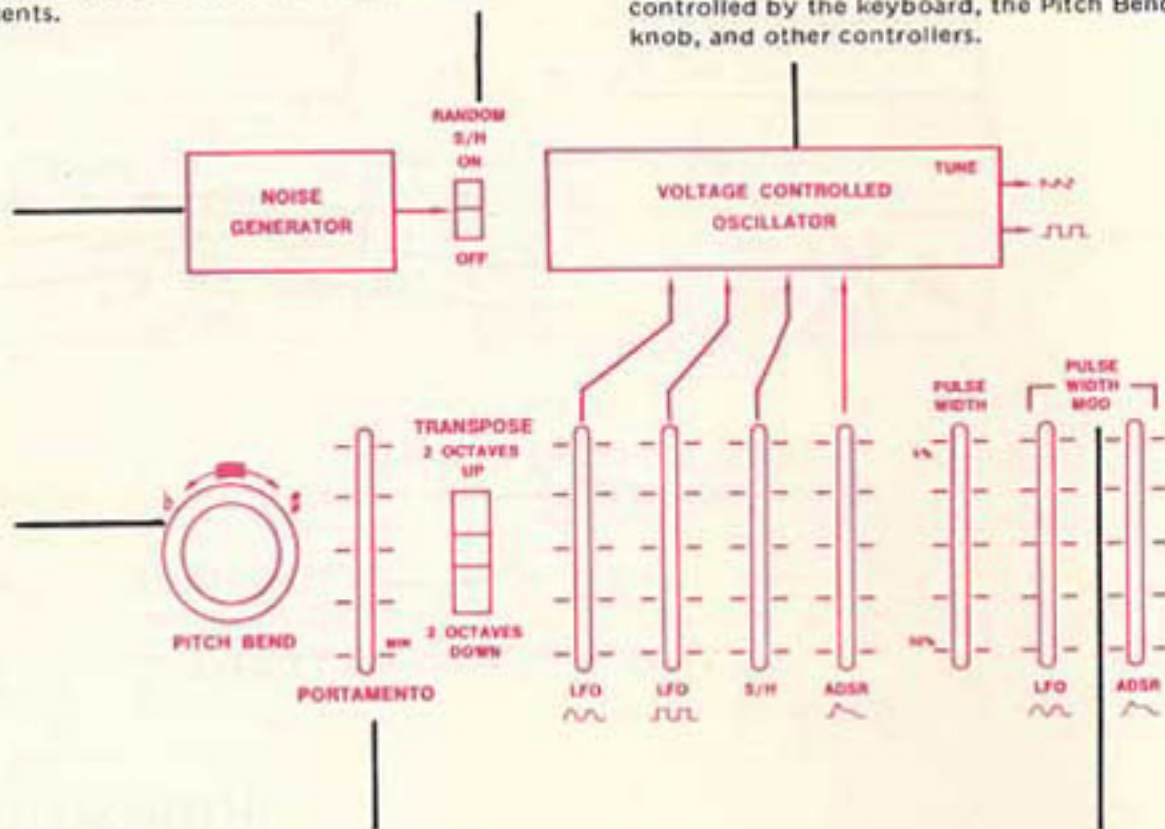 ents.
controlled by the keyboard, the Pitch Bend
knob, and other controllers.
RANDOM
S/H
ON
OFF
NOISE
GENERATOR
TUNE
VOLTAGE CONTROLLED
OSCILLATOR
TRANSPOSE
2 OCTAVES
UP
2 OCTAVES
DOWN
PITCH BEND
MIN
PORTAMENTO
LFO
LFO
S/H
ADSR
PULSE
WIDTH
50%
PULSE
WIDTH
MOD
LFO
ADSR